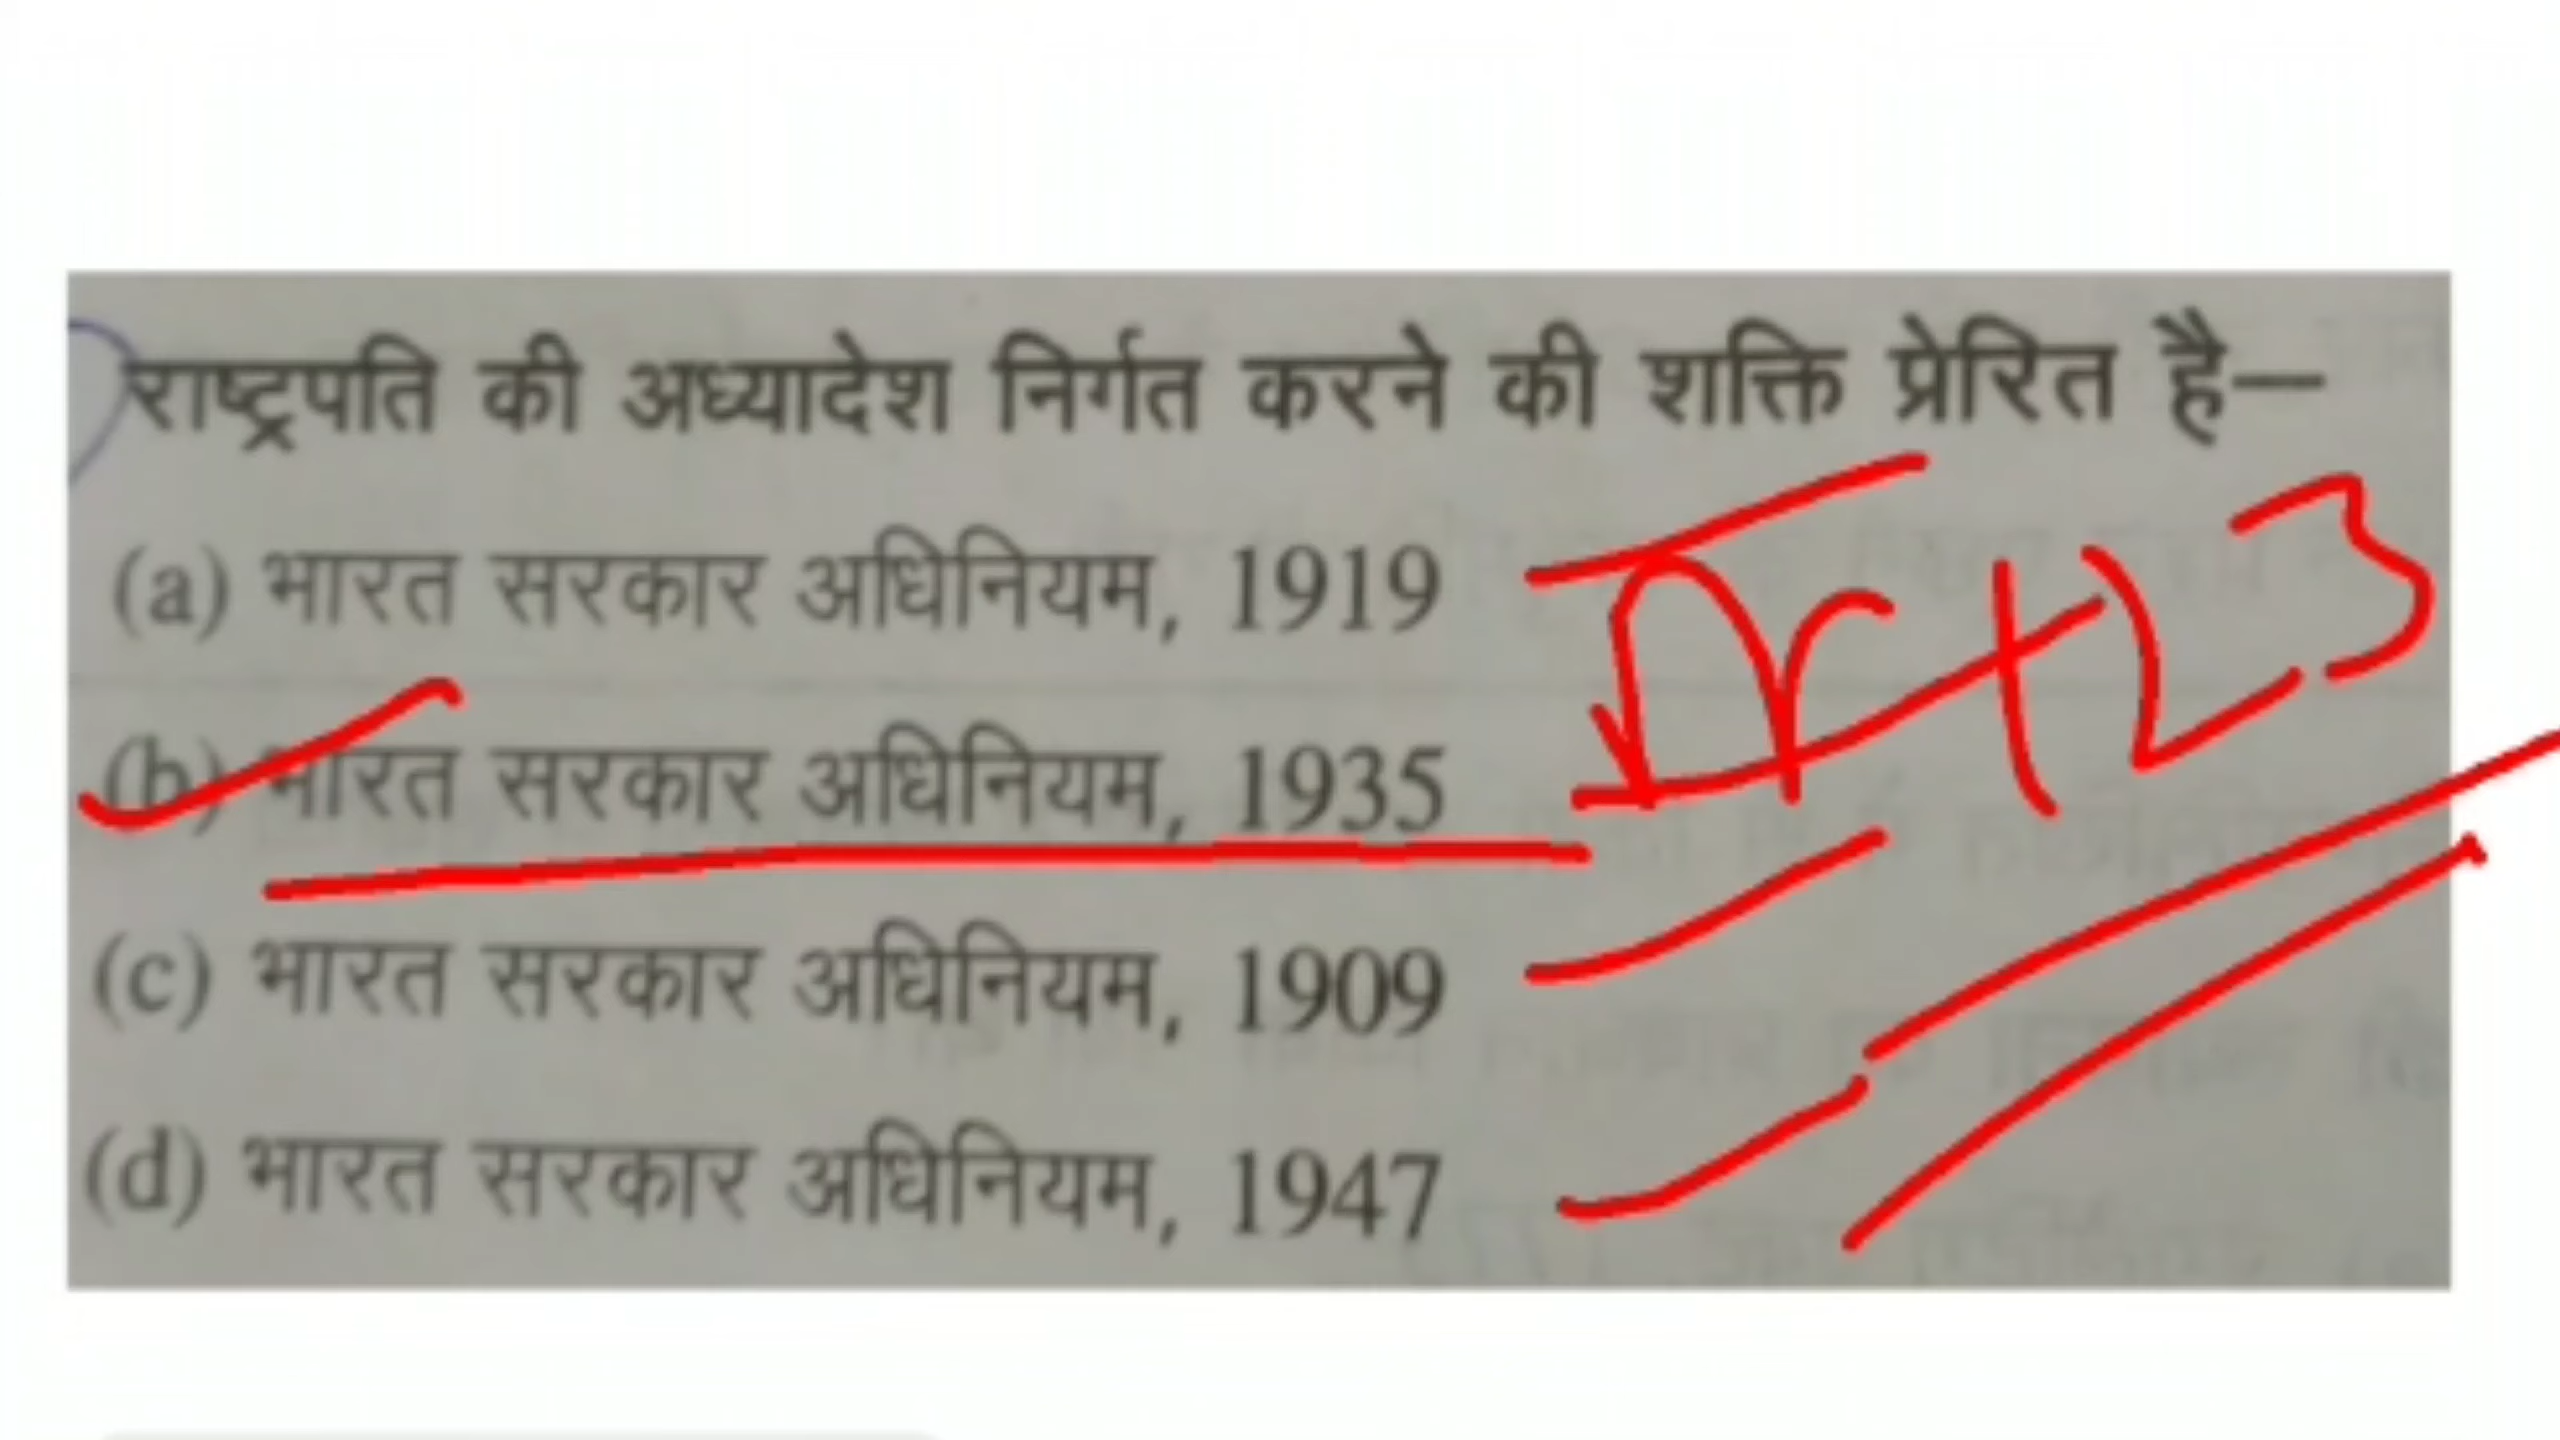 राष्ट्रपति की अध्यादेश निर्गत करने की शक्ति प्रेरित है—
(a) भारत सरकार अधिनियम, 1919
Art 123
(b) भारत सरकार अधिनियम, 1935
(c) भारत सरकार अधिनियम, 1909
(d) भारत सरकार अधिनियम, 1947